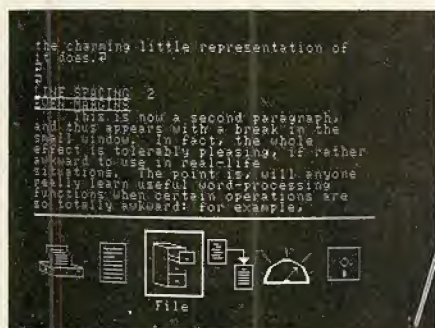 the charming little representation of
it does.
LINE SPACING 2
EVEN MARGINS
This is now a second paragraph,
and thus appears with a break in the
small window. In fact, the whole
effect is tolerably pleasing, if rather
awkward to use in real-life
situations. The point is, will anyone
really learn useful word-processing
functions when certain operations are
so totally awkward: for example,
File